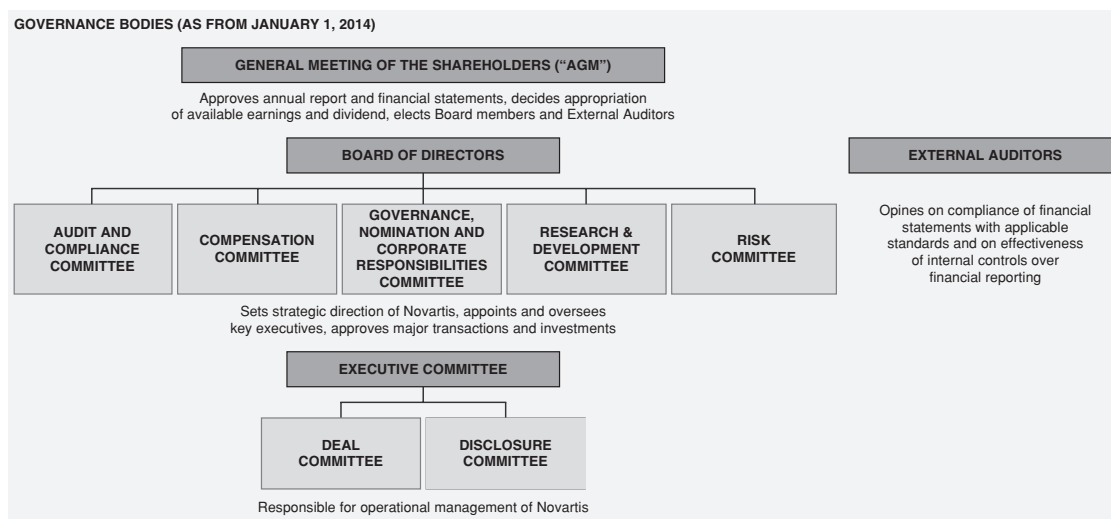 GOVERNANCE BODIES (AS FROM JANUARY 1, 2014)
GENERAL MEETING OF THE SHAREHOLDERS (“AGM”)
Approves annual report and financial statements, decides appropriation
of available earnings and dividend, elects Board members and External Auditors
BOARD OF DIRECTORS
EXTERNAL AUDITORS
AUDIT AND
COMPLIANCE
COMMITTEE
COMPENSATION
COMMITTEE
GOVERNANCE,
NOMINATION AND
CORPORATE
RESPONSIBILITIES
COMMITTEE
RESEARCH &
DEVELOPMENT
COMMITTEE
RISK
COMMITTEE
Opines on compliance of financial
statements with applicable
standards and on effectiveness
of internal controls over
financial reporting
Sets strategic direction of Novartis, appoints and oversees
key executives, approves major transactions and investments
EXECUTIVE COMMITTEE
DEAL
COMMITTEE
DISCLOSURE
COMMITTEE
Responsible for operational management of Novartis